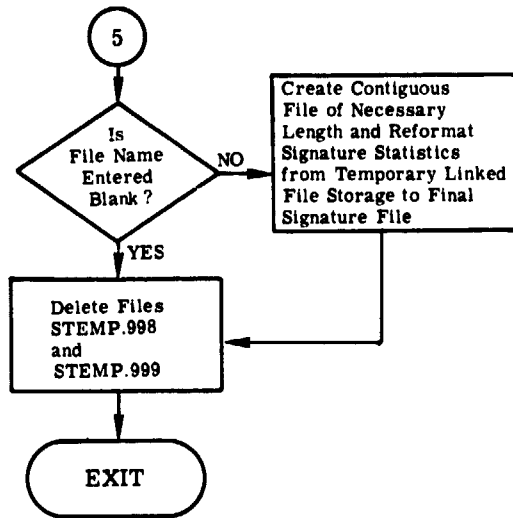 5
Is
File Name
Entered
Blank ?
NO
Create Contiguous
File of Necessary
Length and Reformat
Signature Statistics
from Temporary Linked
File Storage to Final
Signature File
YES
Delete Files
STEMP.998
and
STEMP.999
EXIT